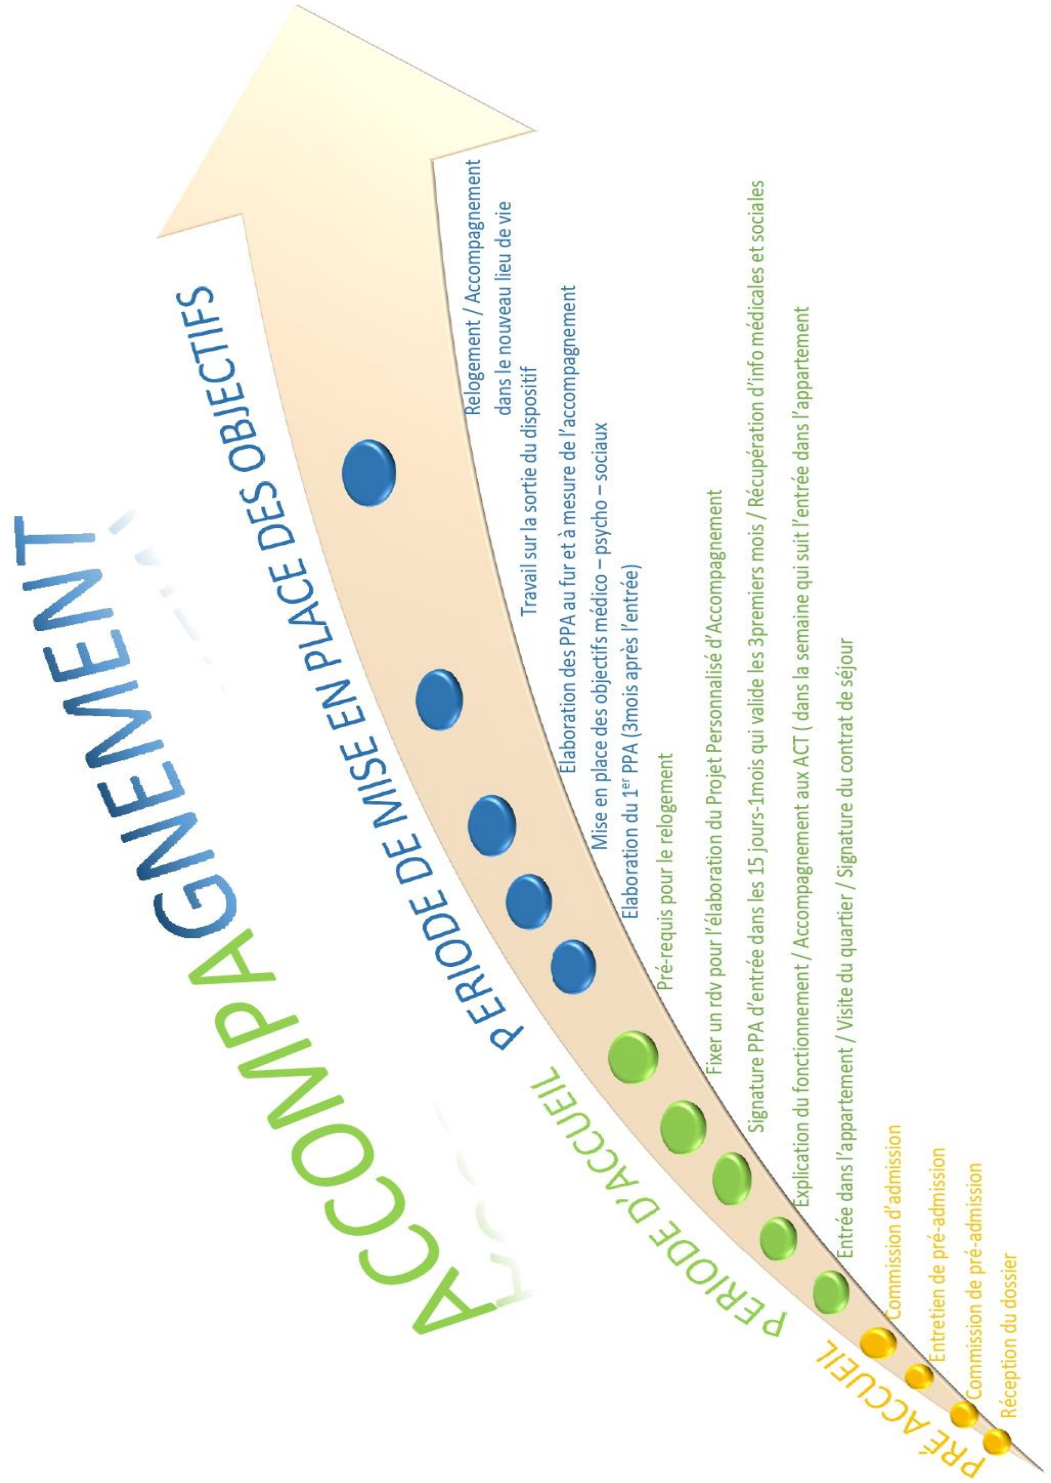 ACCOMPAGNEMENT
PRÉ ACCUEIL
PERIODE D'ACCUEIL
PERIODE DE MISE EN PLACE DES OBJECTIFS
Relogement / Accompagnement
dans le nouveau lieu de vie
Travail sur la sortie du dispositif
Elaboration des PPA au fur et à mesure de l'accompagnement
Mise en place des objectifs médico – psycho – sociaux
Elaboration du 1er PPA (3mois après l'entrée)
Pré-requis pour le relogement
Fixer un rdv pour l'élaboration du Projet Personnalisé d'Accompagnement
Signature PPA d'entrée dans les 15 jours-1mois qui valide les 3premiers mois / Récupération d'info médicales et sociales
Explication du fonctionnement / Accompagnement aux ACT ( dans la semaine qui suit l'entrée dans l'appartement
Entrée dans l'appartement / Visite du quartier / Signature du contrat de séjour
Commission d'admission
Entretien de pré-admission
Commission de pré-admission
Réception du dossier